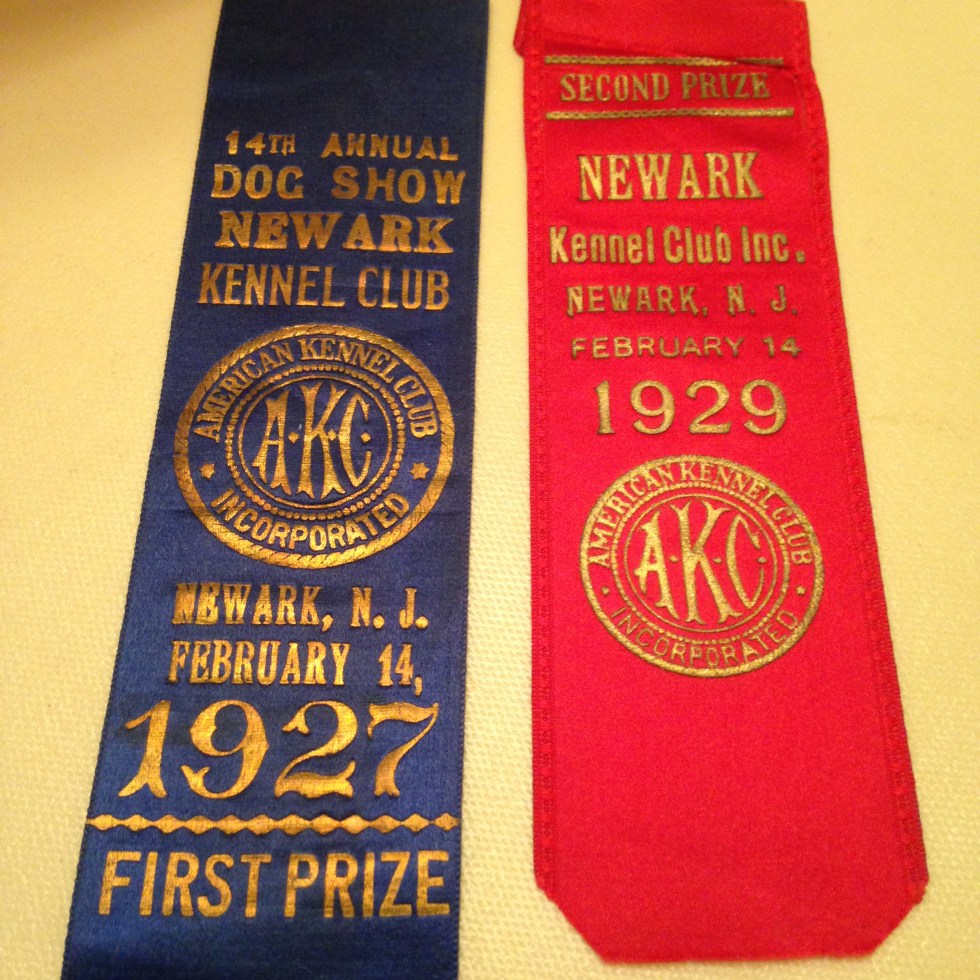 14TH ANNUAL
DOG SHOW
NEWARK
KENNEL CLUB
AMERICAN KENNEL CLUB
A·K·C·
INCORPORATED
NEWARK, N. J.
FEBRUARY 14,
1927
FIRST PRIZE
SECOND PRIZE
NEWARK
Kennel Club Inc.
NEWARK, N. J.
FEBRUARY 14
1929
AMERICAN KENNEL CLUB
A·K·C·
INCORPORATED